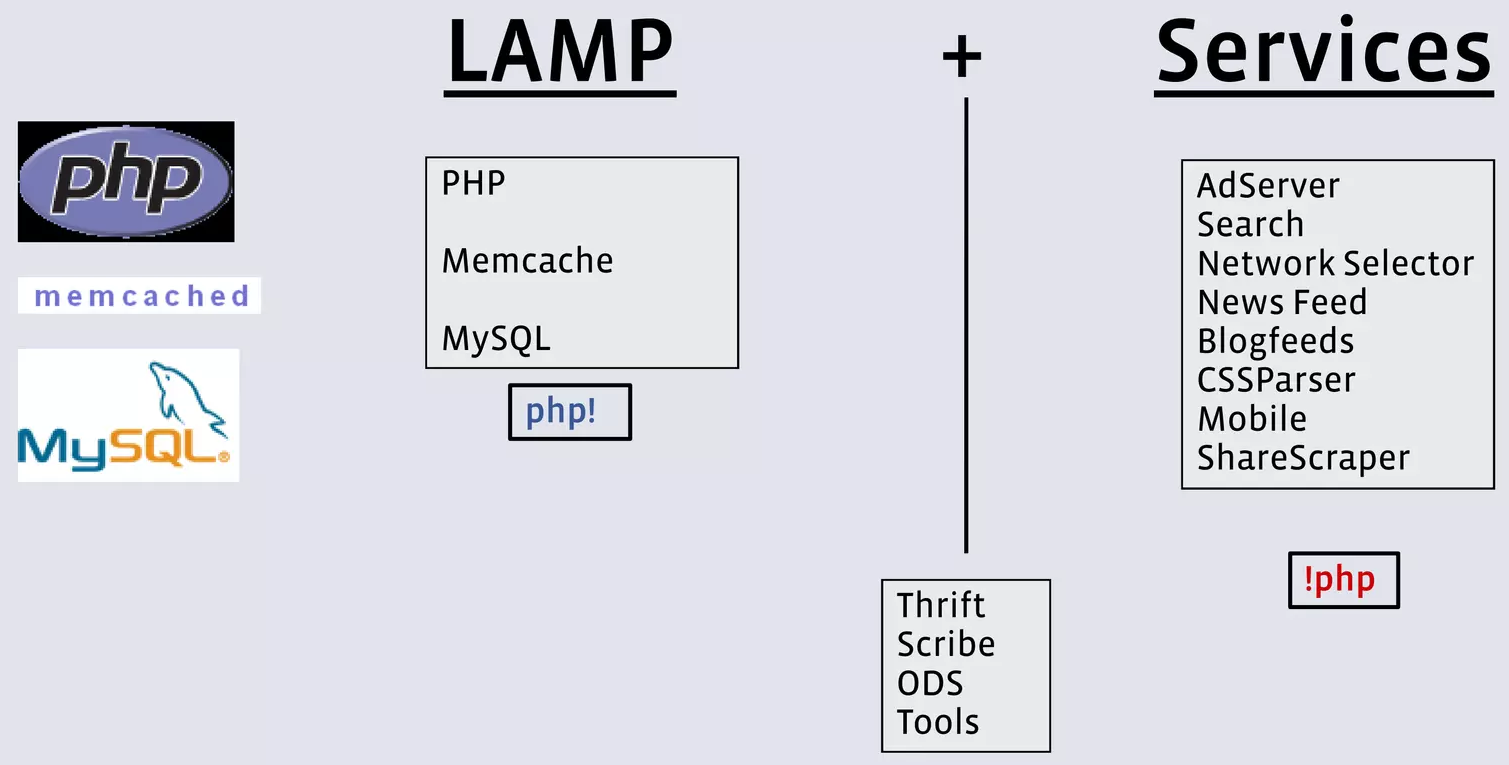 LAMP + Services
php
memcached
MySQL®
PHP
Memcache
MySQL
php!
Thrift
Scribe
ODS
Tools
AdServer
Search
Network Selector
News Feed
Blogfeeds
CSSParser
Mobile
ShareScraper
!php